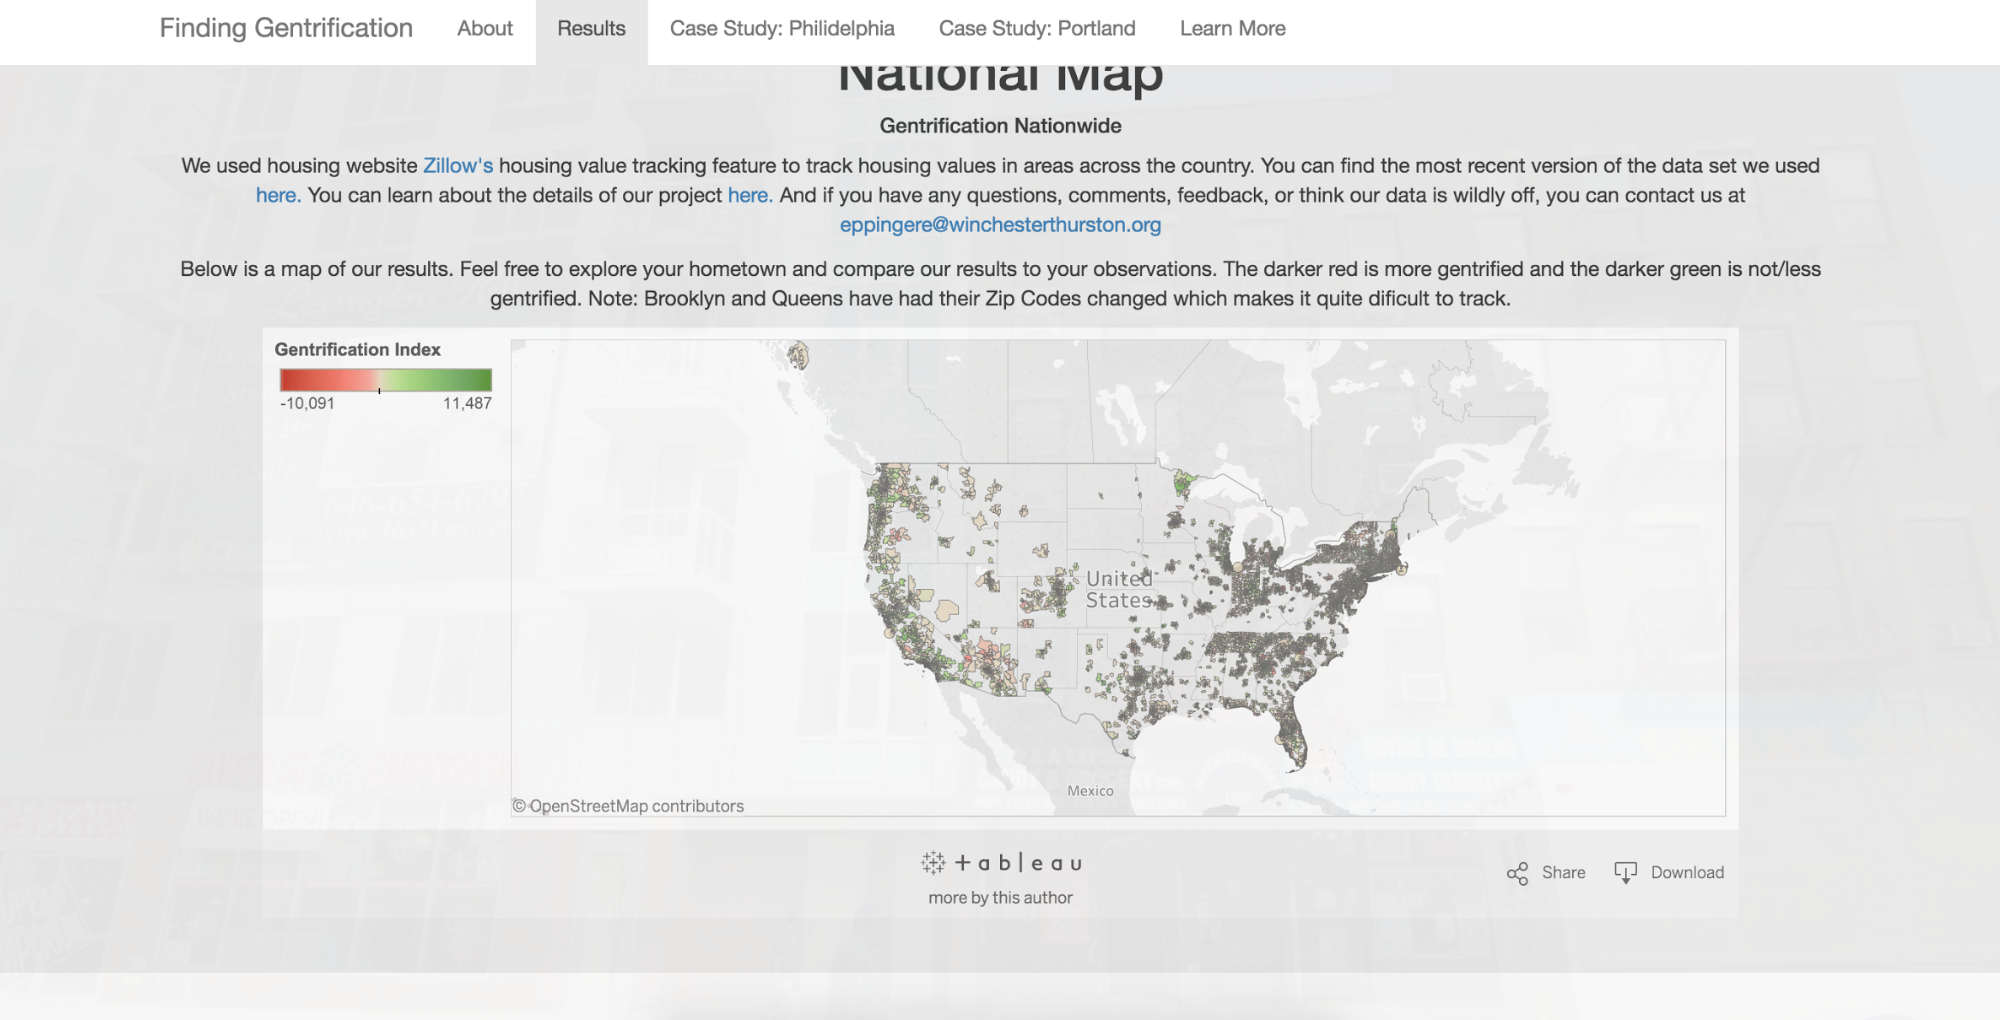 Finding Gentrification About Results Case Study: Philidelphia Case Study: Portland Learn More
National Map
Gentrification Nationwide
We used housing website Zillow's housing value tracking feature to track housing values in areas across the country. You can find the most recent version of the data set we used
here. You can learn about the details of our project here. And if you have any questions, comments, feedback, or think our data is wildly off, you can contact us at
eppingere@winchesterthurston.org
Below is a map of our results. Feel free to explore your hometown and compare our results to your observations. The darker red is more gentrified and the darker green is not/less
gentrified. Note: Brooklyn and Queens have had their Zip Codes changed which makes it quite dificult to track.
Gentrification Index
-10,091 11,487
United
States
Mexico
© OpenStreetMap contributors
+ableau
more by this author
Share Download